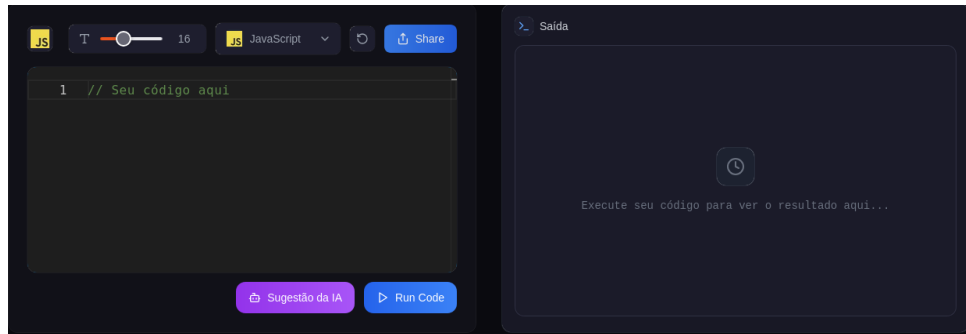 JS
T
16
JS JavaScript
Share
1 // Seu código aqui
Sugestão da IA
Run Code
>_ Saída
Execute seu código para ver o resultado aqui...